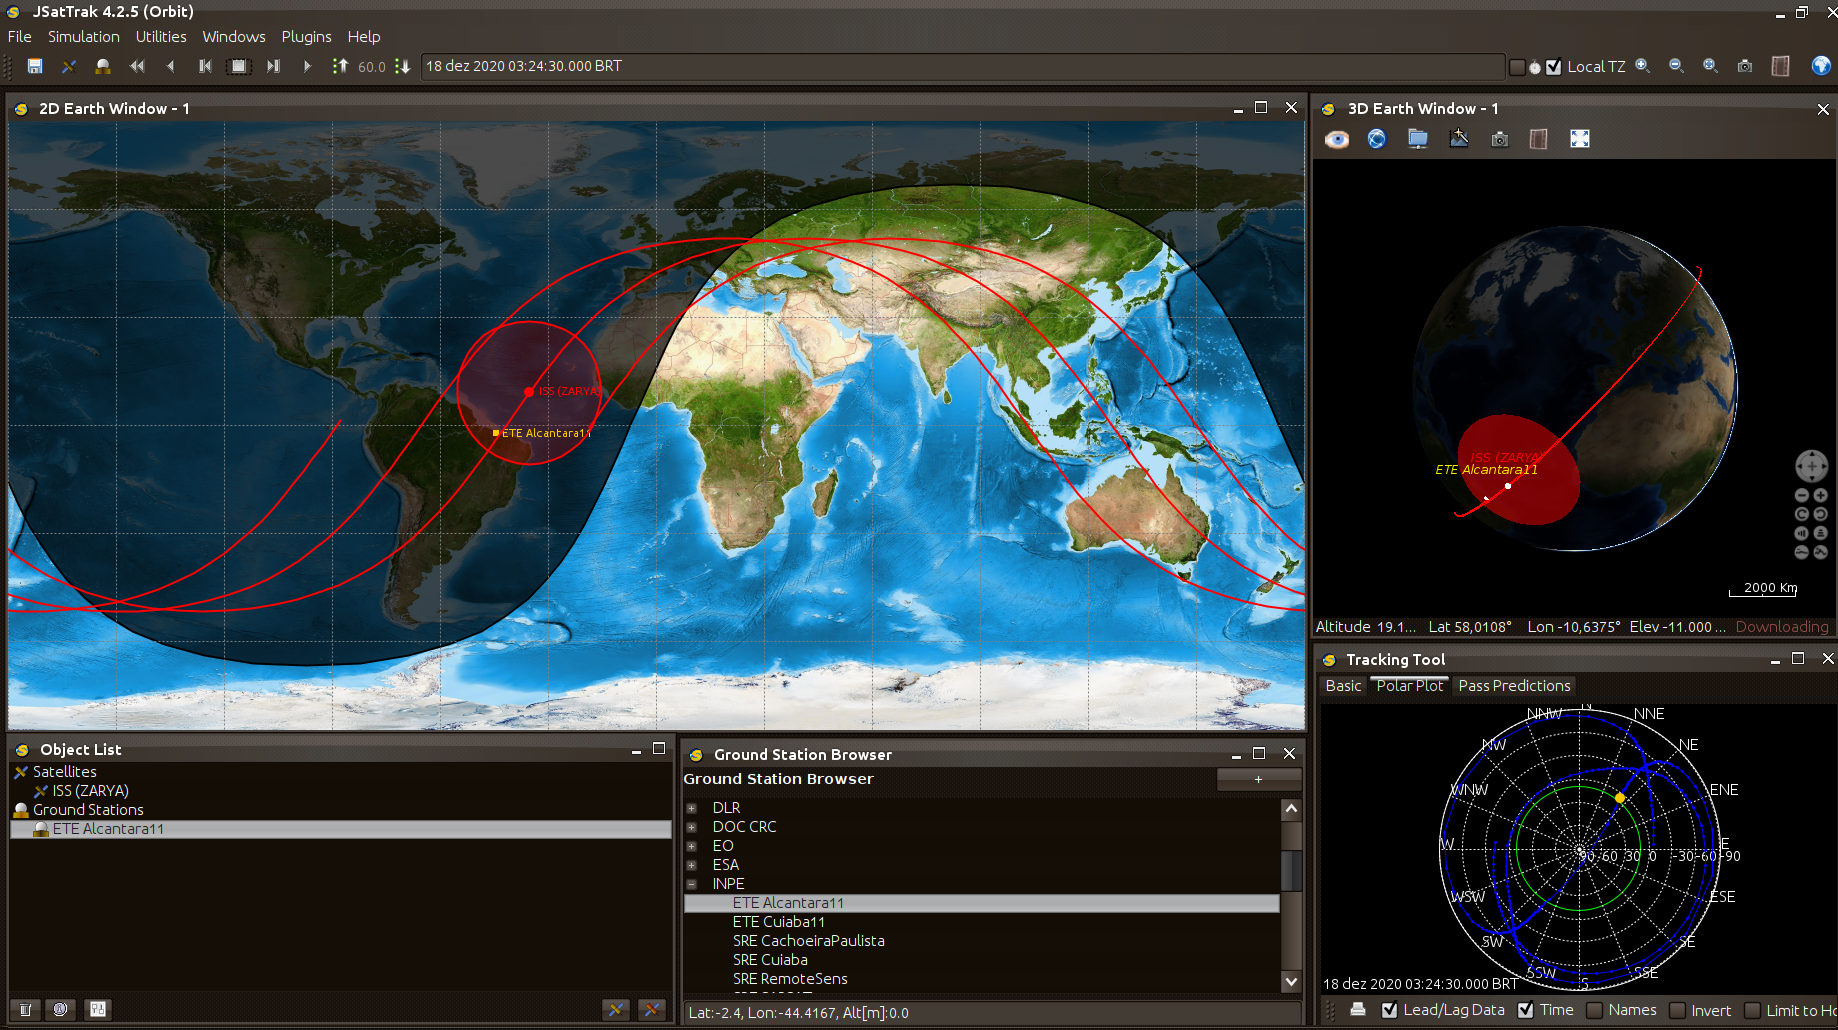 JSatTrak 4.2.5 (Orbit)
File Simulation Utilities Windows Plugins Help
60.0 18 dez 2020 03:24:30.000 BRT Local TZ
2D Earth Window - 1
ISS (ZARYA)
ETE Alcantara11
3D Earth Window - 1
ISS (ZARYA)
ETE Alcantara11
2000 Km
Altitude 19.1... Lat 58,0108° Lon -10,6375° Elev -11.000 ... Downloading
Object List
Satellites
ISS (ZARYA)
Ground Stations
ETE Alcantara11
Ground Station Browser
Ground Station Browser +
DLR
DOC CRC
EO
ESA
INPE
ETE Alcantara11
ETE Cuiaba11
SRE CachoeiraPaulista
SRE Cuiaba
SRE RemoteSens
Lat:-2.4, Lon:-44.4167, Alt[m]:0.0
Tracking Tool
Basic Polar Plot Pass Predictions
N
NNW NNE
NW NE
WNW ENE
W E
90 60 30 0 -30 -60 -90
WSW ESE
SW SE
SSW SSE
S
18 dez 2020 03:24:30.000 BRT
Lead/Lag Data Time Names Invert Limit to Ho